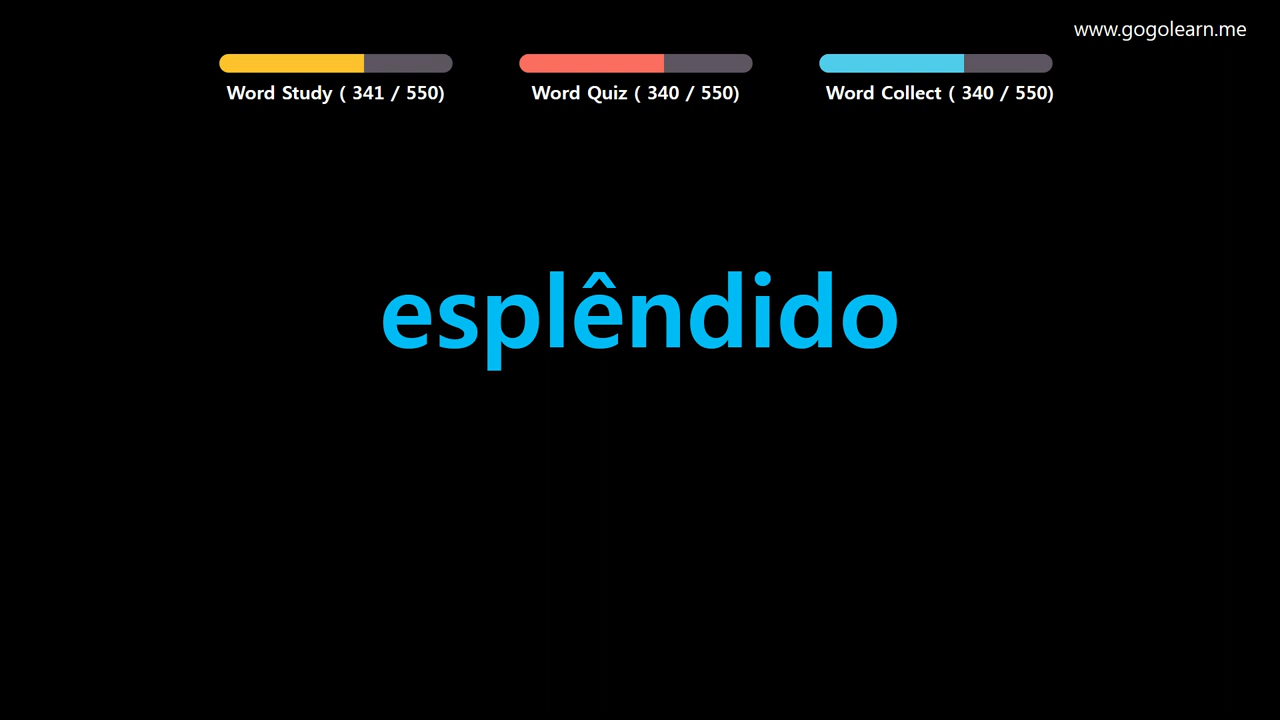 www.gogolearn.me
Word Study ( 341 / 550)
Word Quiz ( 340 / 550)
Word Collect ( 340 / 550)
esplêndido